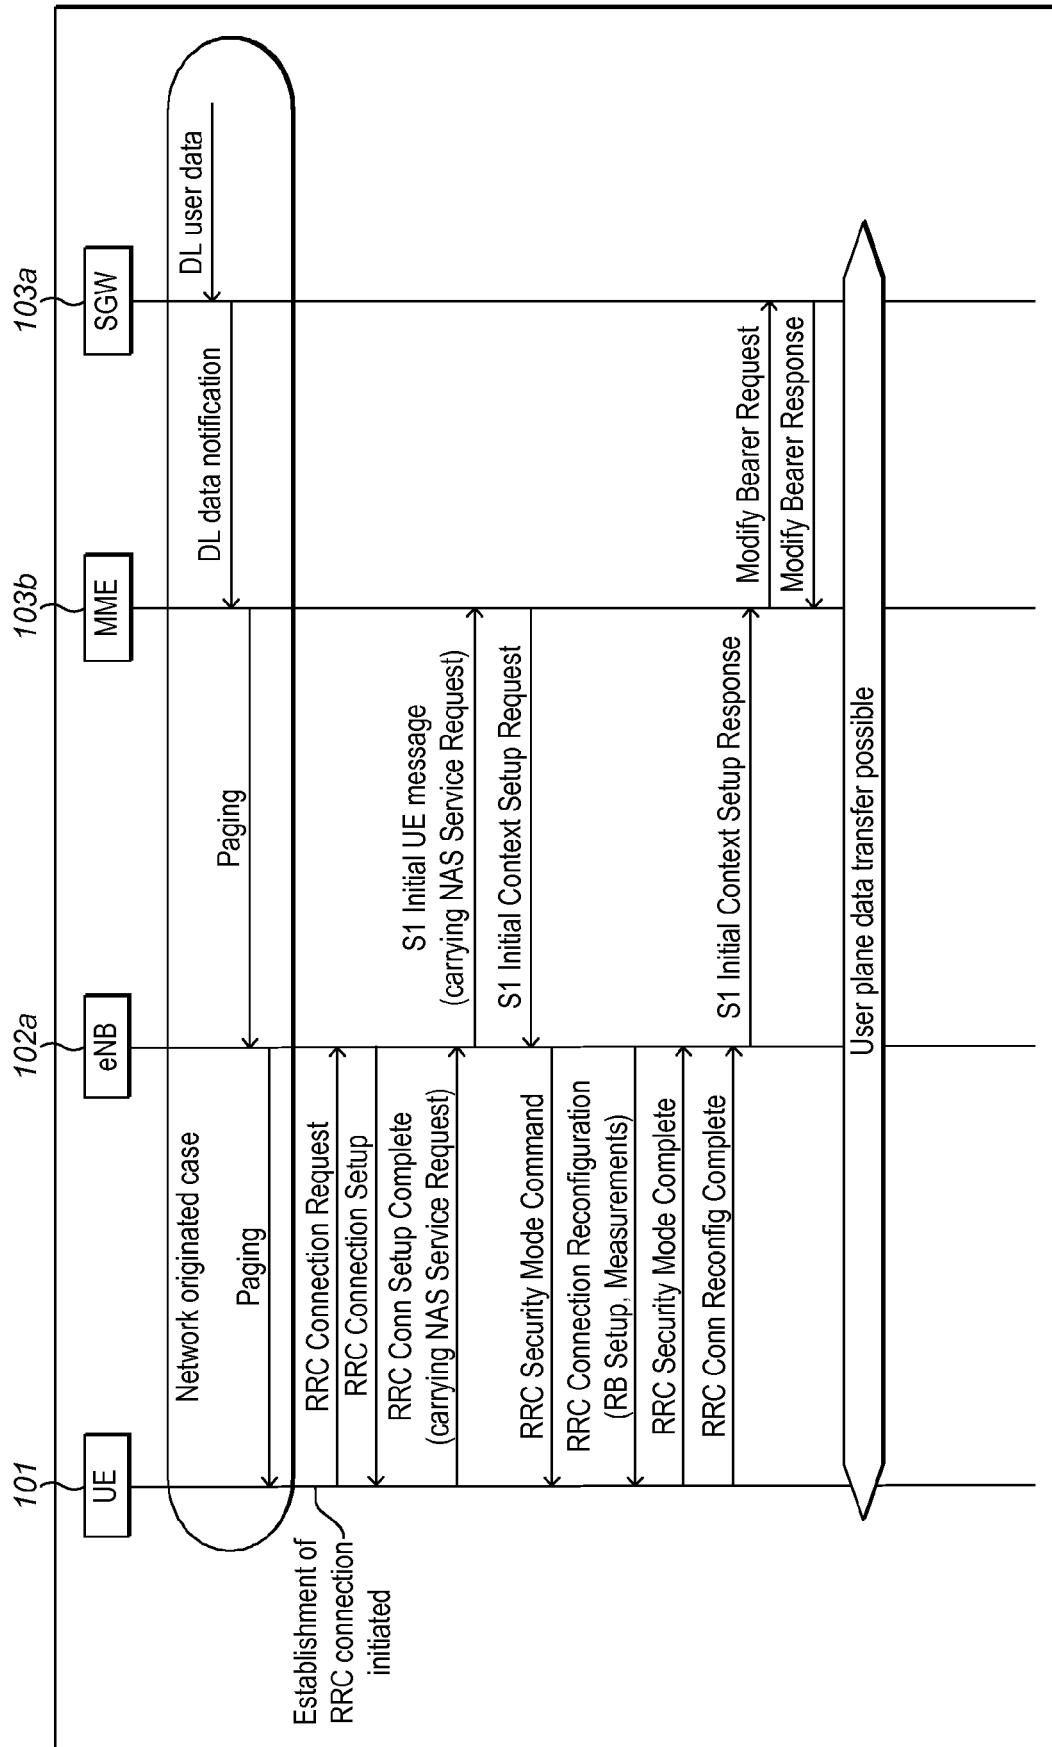 101
102a
103b
103a
UE
eNB
MME
SGW
Network originated case
DL user data
DL data notification
Paging
Paging
Establishment of
RRC connection
initiated
RRC Connection Request
RRC Connection Setup
RRC Conn Setup Complete
(carrying NAS Service Request)
S1 Initial UE message
(carrying NAS Service Request)
S1 Initial Context Setup Request
RRC Security Mode Command
RRC Connection Reconfiguration
(RB Setup, Measurements)
RRC Security Mode Complete
RRC Conn Reconfig Complete
S1 Initial Context Setup Response
Modify Bearer Request
Modify Bearer Response
User plane data transfer possible